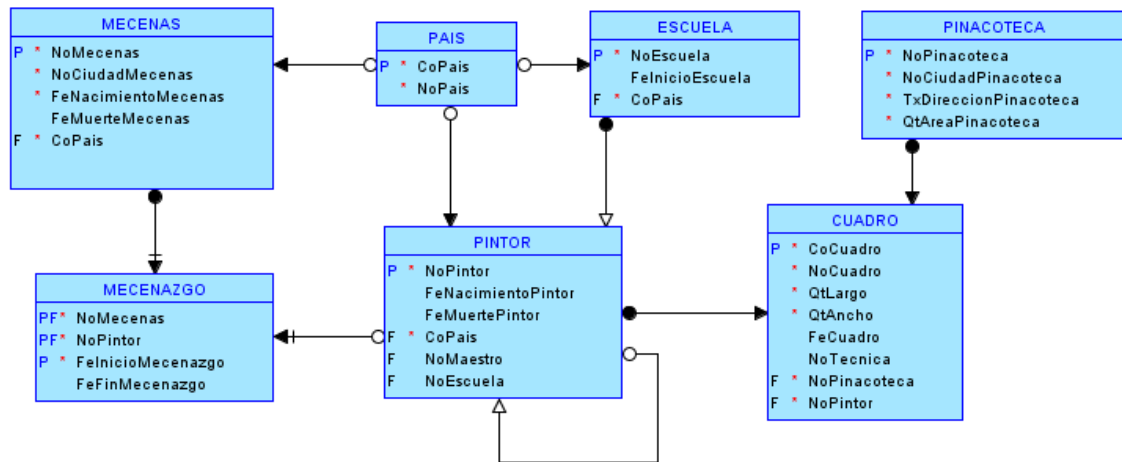 MECENAS
P * NoMecenas
* NoCiudadMecenas
* FeNacimientoMecenas
FeMuerteMecenas
F * CoPais
PAIS
P * CoPais
* NoPais
ESCUELA
P * NoEscuela
FeInicioEscuela
F * CoPais
PINACOTECA
P * NoPinacoteca
* NoCiudadPinacoteca
* TxDireccionPinacoteca
* QtAreaPinacoteca
MECENAZGO
PF* NoMecenas
PF* NoPintor
P * FeInicioMecenazgo
FeFinMecenazgo
PINTOR
P * NoPintor
FeNacimientoPintor
FeMuertePintor
F * CoPais
F NoMaestro
F NoEscuela
CUADRO
P * CoCuadro
* NoCuadro
* QtLargo
* QtAncho
FeCuadro
NoTecnica
F * NoPinacoteca
F * NoPintor